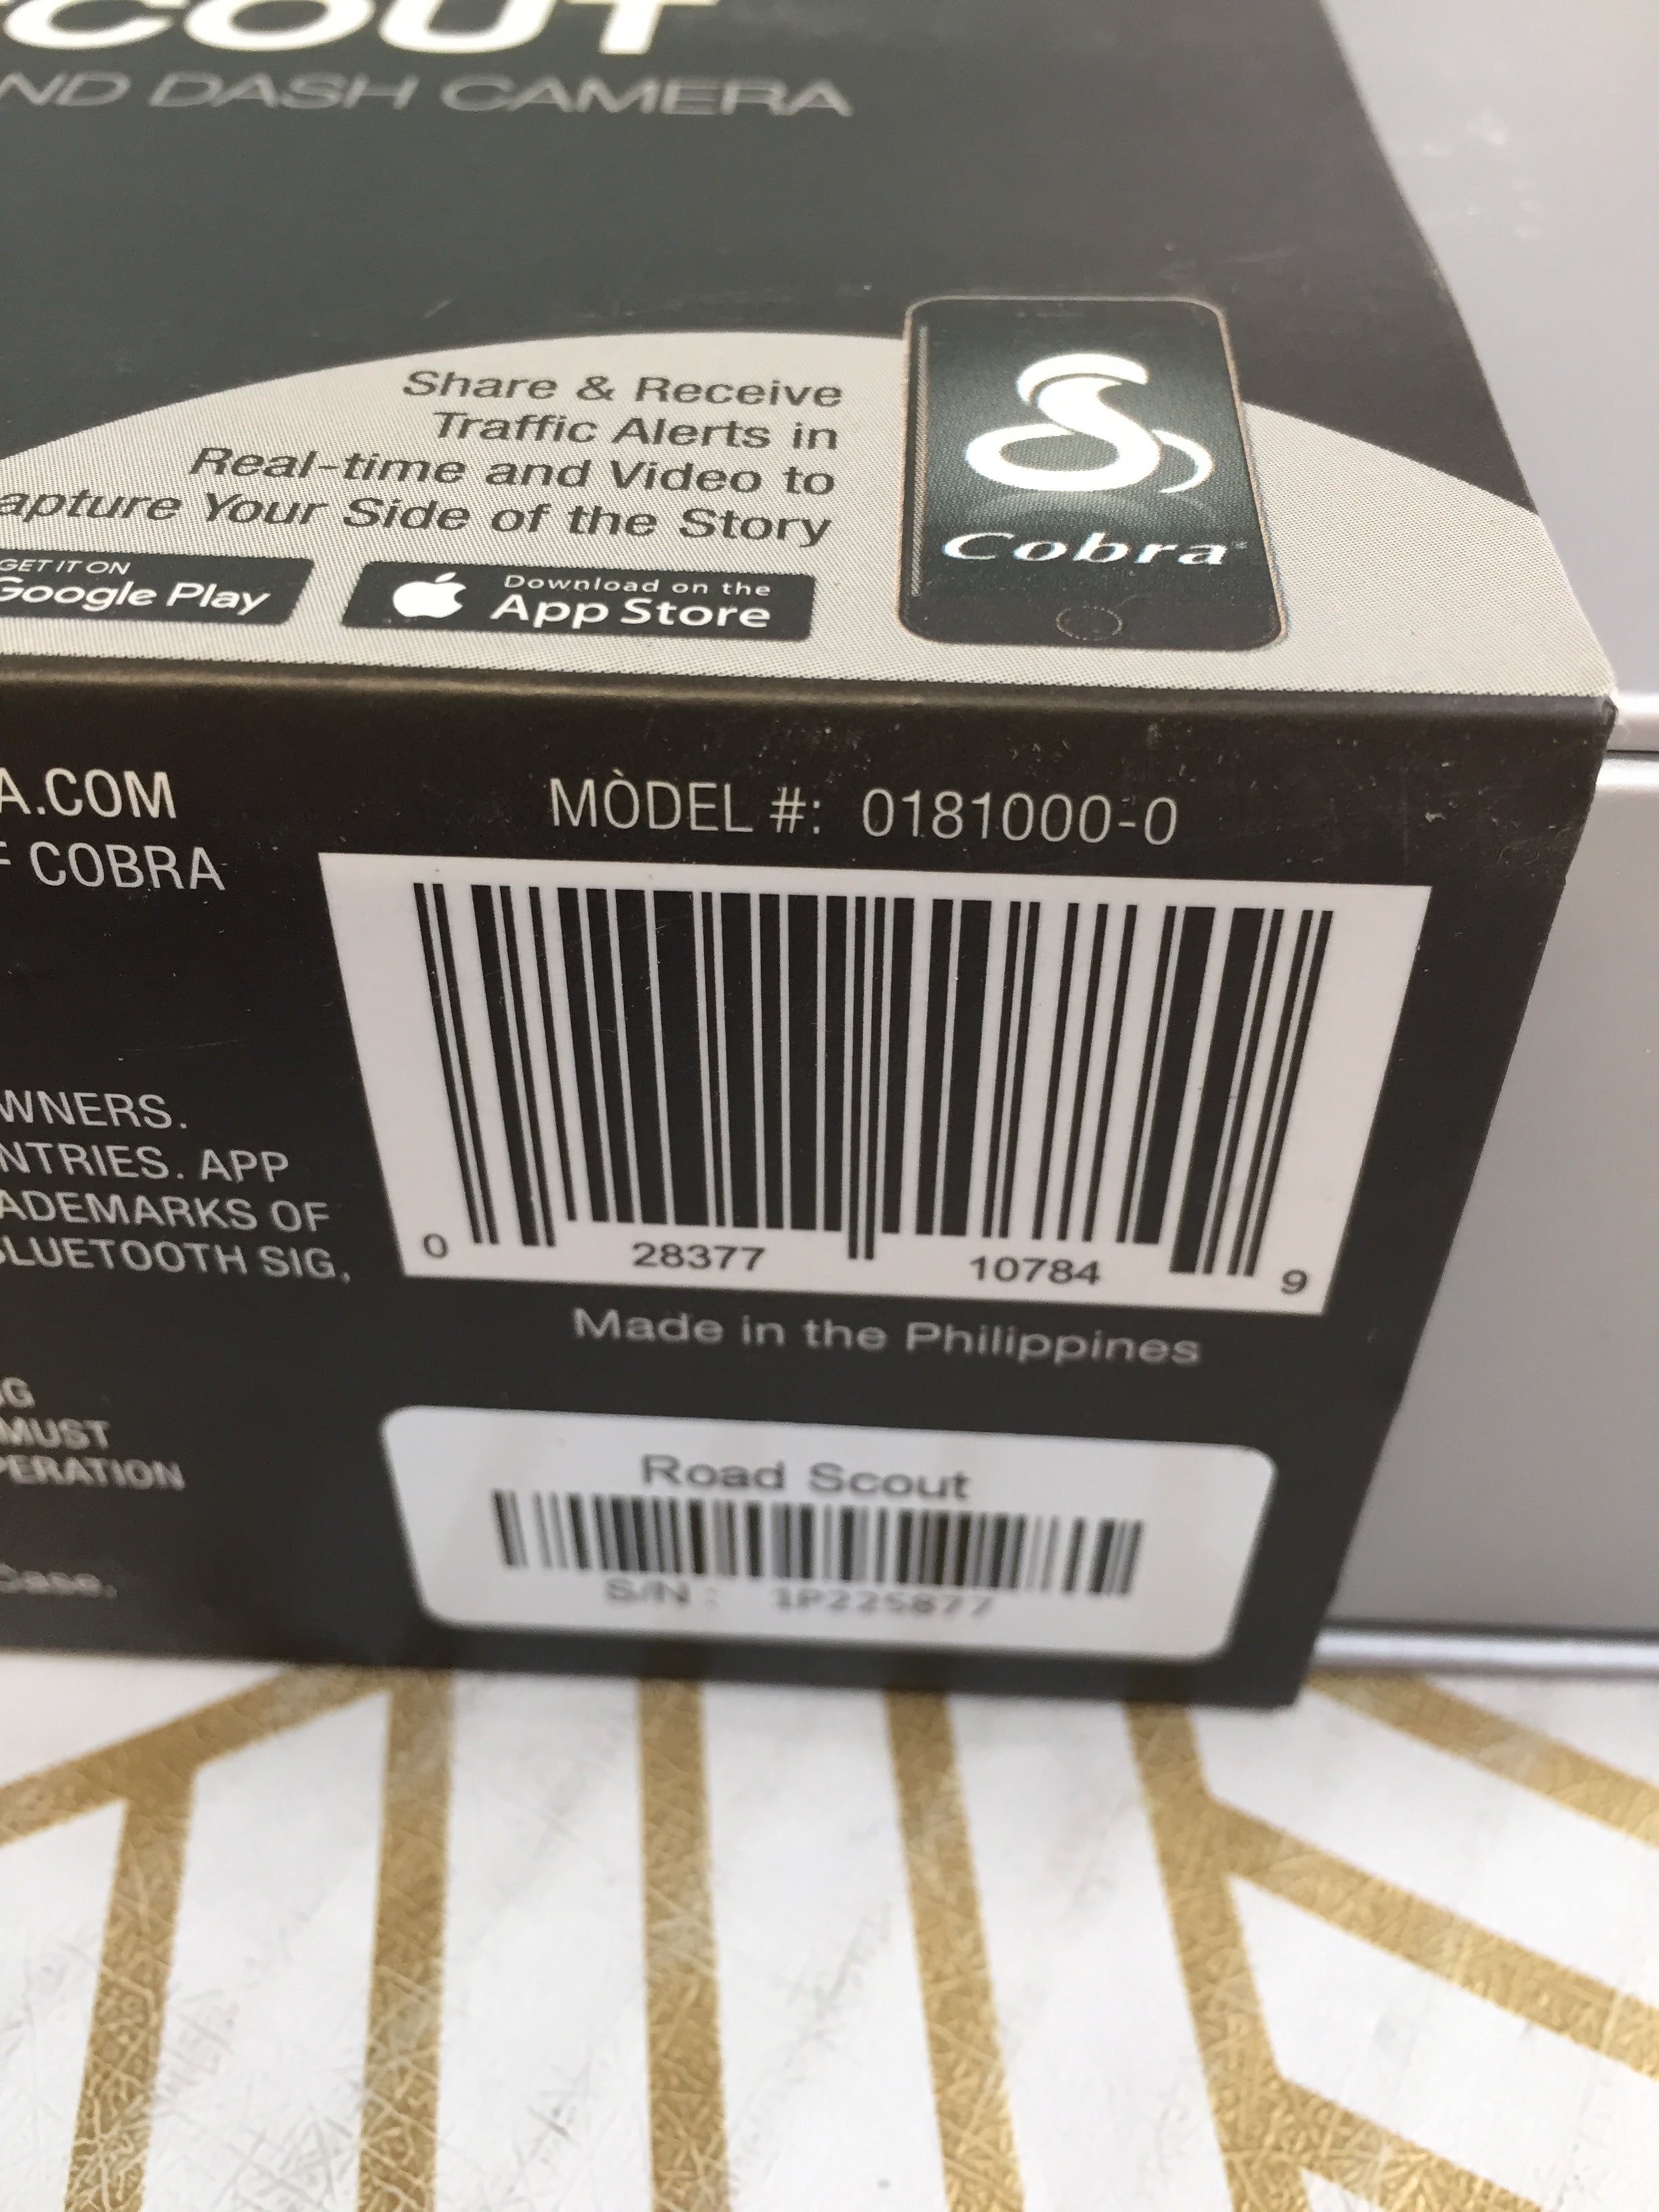 COUT
ND DASH CAMERA
Share & Receive
Traffic Alerts in
Real-time and Video to
apture Your Side of the Story
GET IT ON
Google Play
Download on the
App Store
Cobra
A.COM
F COBRA
WNERS.
NTRIES. APP
ADEMARKS OF
BLUETOOTH SIG,
G
MUST
PERATION
Case,
MODEL #: 0181000-0
0 28377 10784 9
Made in the Philippines
Road Scout
S/N : 1P225877